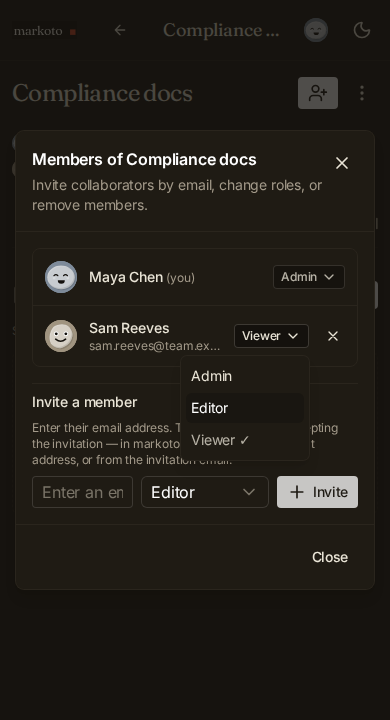 markoto
Compliance ...
Compliance docs
Members of Compliance docs
Invite collaborators by email, change roles, or
remove members.
Maya Chen (you)
Admin
Sam Reeves
sam.reeves@team.ex...
Viewer
Admin
Editor
Viewer ✓
Invite a member
Enter their email address. T
pting
the invitation — in markoto
t
address, or from the invitation email.
Enter an en
Editor
Invite
Close